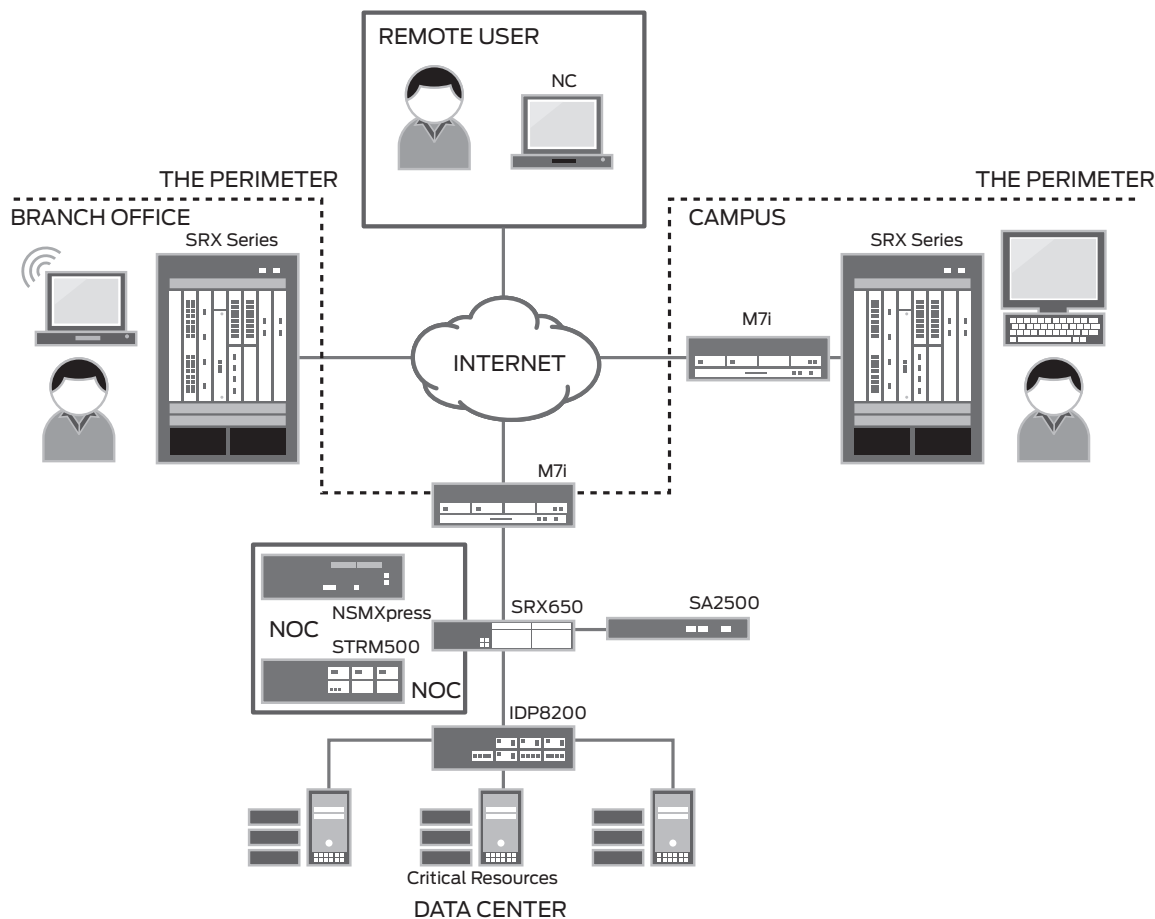 REMOTE USER
NC
THE PERIMETER
THE PERIMETER
BRANCH OFFICE
CAMPUS
SRX Series
SRX Series
M7i
INTERNET
M7i
NSMXpress
SRX650
SA2500
NOC
STRM500
NOC
IDP8200
Critical Resources
DATA CENTER